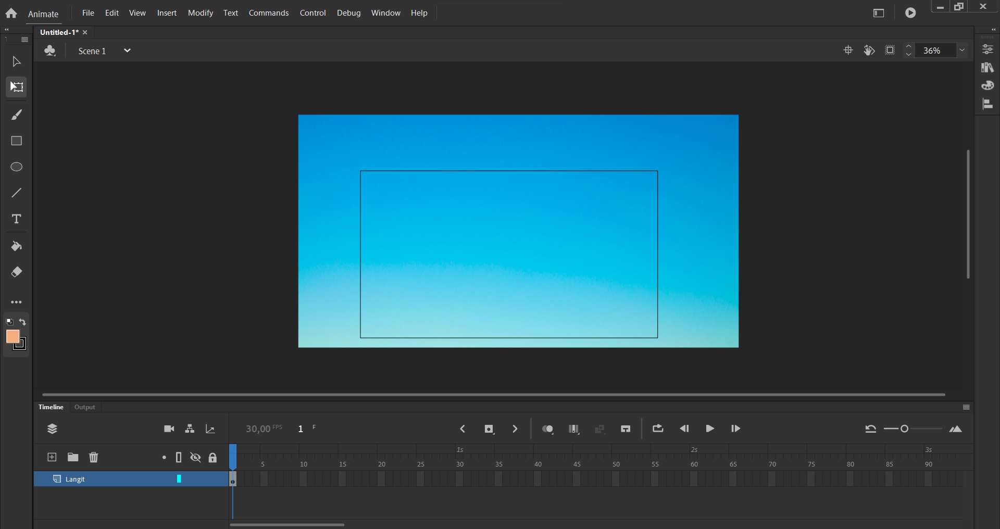 Animate File Edit View Insert Modify Text Commands Control Debug Window Help
Untitled-1*
Scene 1
36%
Timeline Output
30,00 FPS 1 F
1s 2s 3s
5 10 15 20 25 30 35 40 45 50 55 60 65 70 75 80 85 90
Langit